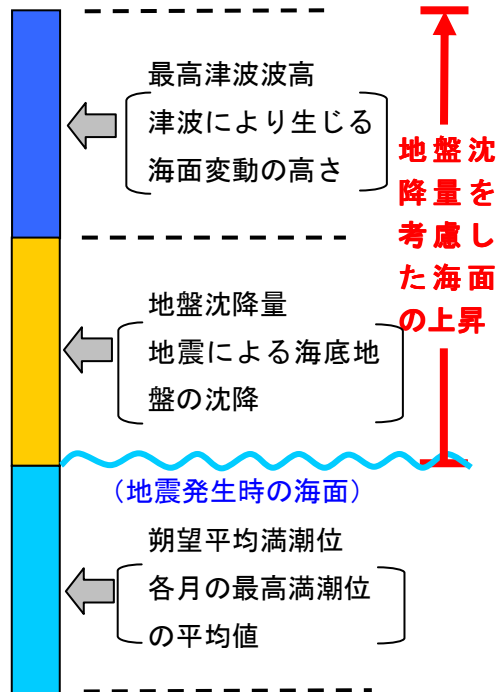 最高津波波高
津波により生じる
海面変動の高さ
地盤沈
降量を
考慮し
た海面
の上昇
地盤沈降量
地震による海底地
盤の沈降
（地震発生時の海面）
朔望平均満潮位
各月の最高満潮位
の平均値